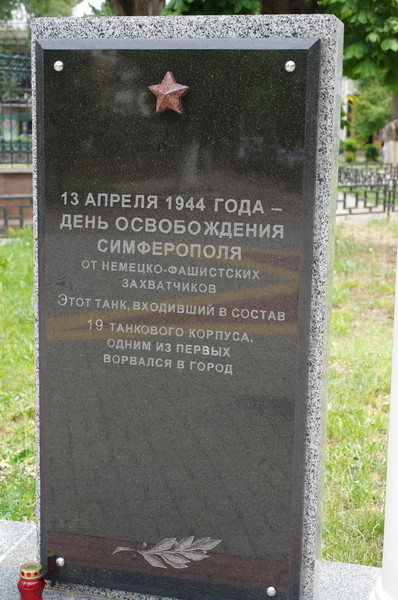 13 АПРЕЛЯ 1944 ГОДА –
ДЕНЬ ОСВОБОЖДЕНИЯ
СИМФЕРОПОЛЯ
ОТ НЕМЕЦКО-ФАШИСТСКИХ
ЗАХВАТЧИКОВ
ЭТОТ ТАНК, ВХОДИВШИЙ В СОСТАВ
19 ТАНКОВОГО КОРПУСА,
ОДНИМ ИЗ ПЕРВЫХ
ВОРВАЛСЯ В ГОРОД